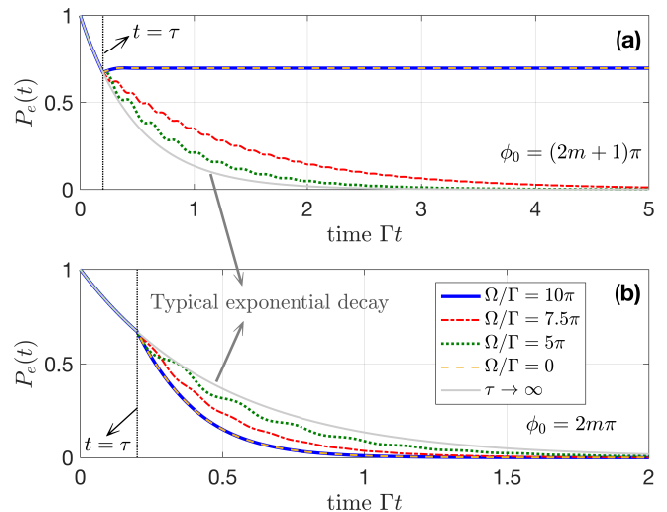 1
t = τ
(a)
P_e(t)
0.5
ϕ_0 = (2m + 1)π
0
0 1 2 3 4 5
time Γt
1
(b)
Ω/Γ = 10π
Ω/Γ = 7.5π
Ω/Γ = 5π
Ω/Γ = 0
τ → ∞
Typical exponential decay
P_e(t)
0.5
t = τ
ϕ_0 = 2mπ
0
0 0.5 1 1.5 2
time Γt